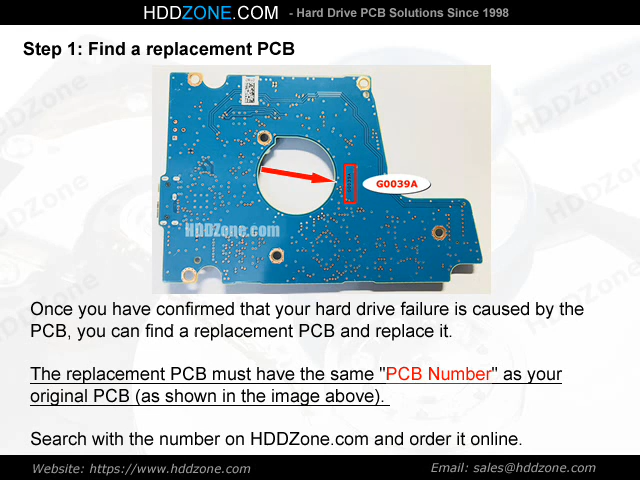 HDDZONE.COM - Hard Drive PCB Solutions Since 1998
Step 1: Find a replacement PCB
G0039A
HDDZone.com
Once you have confirmed that your hard drive failure is caused by the
PCB, you can find a replacement PCB and replace it.
The replacement PCB must have the same "PCB Number" as your
original PCB (as shown in the image above).
Search with the number on HDDZone.com and order it online.
Website: https://www.hddzone.com Email: sales@hddzone.com